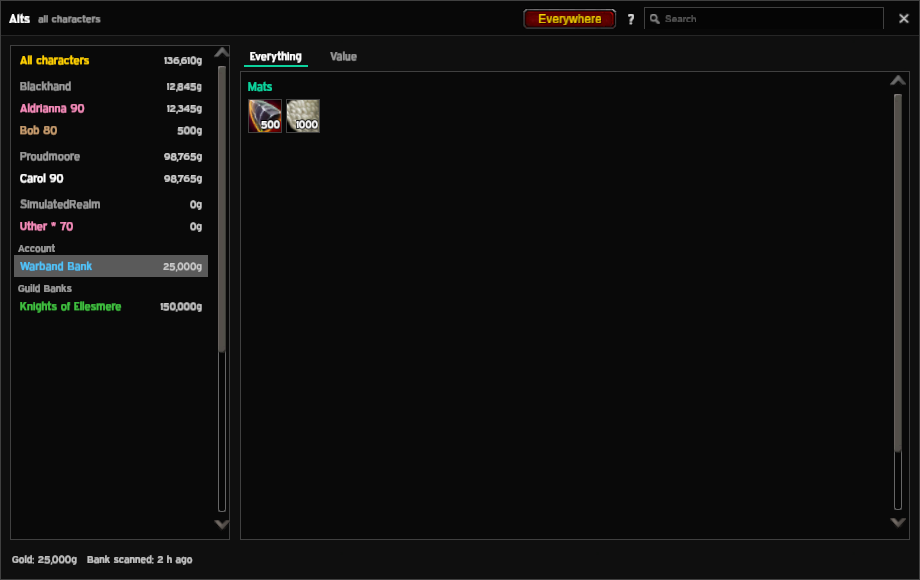 Alts all characters Everywhere ? Search
All characters 136,610g
Blackhand 12,845g
Aldrianna 90 12,345g
Bob 80 500g
Proudmoore 98,765g
Carol 90 98,765g
SimulatedRealm 0g
Uther * 70 0g
Account
Warband Bank 25,000g
Guild Banks
Knights of Ellesmere 150,000g
Everything Value
Mats
500 1000
Gold: 25,000g Bank scanned: 2 h ago